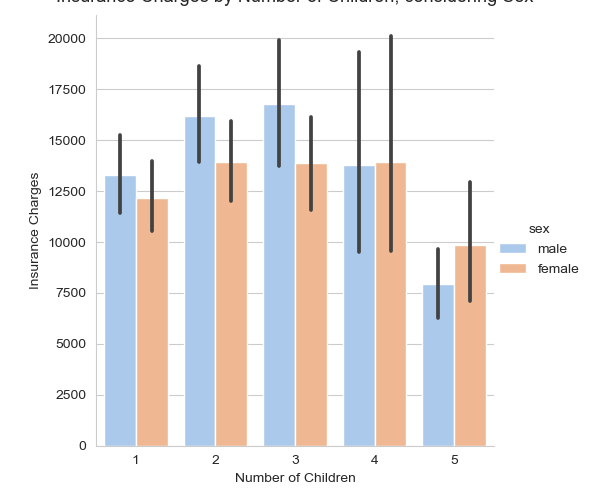 Insurance Charges by Number of Children, considering Sex
20000
17500
15000
12500
10000
7500
5000
2500
0
Insurance Charges
1 2 3 4 5
Number of Children
sex
male
female